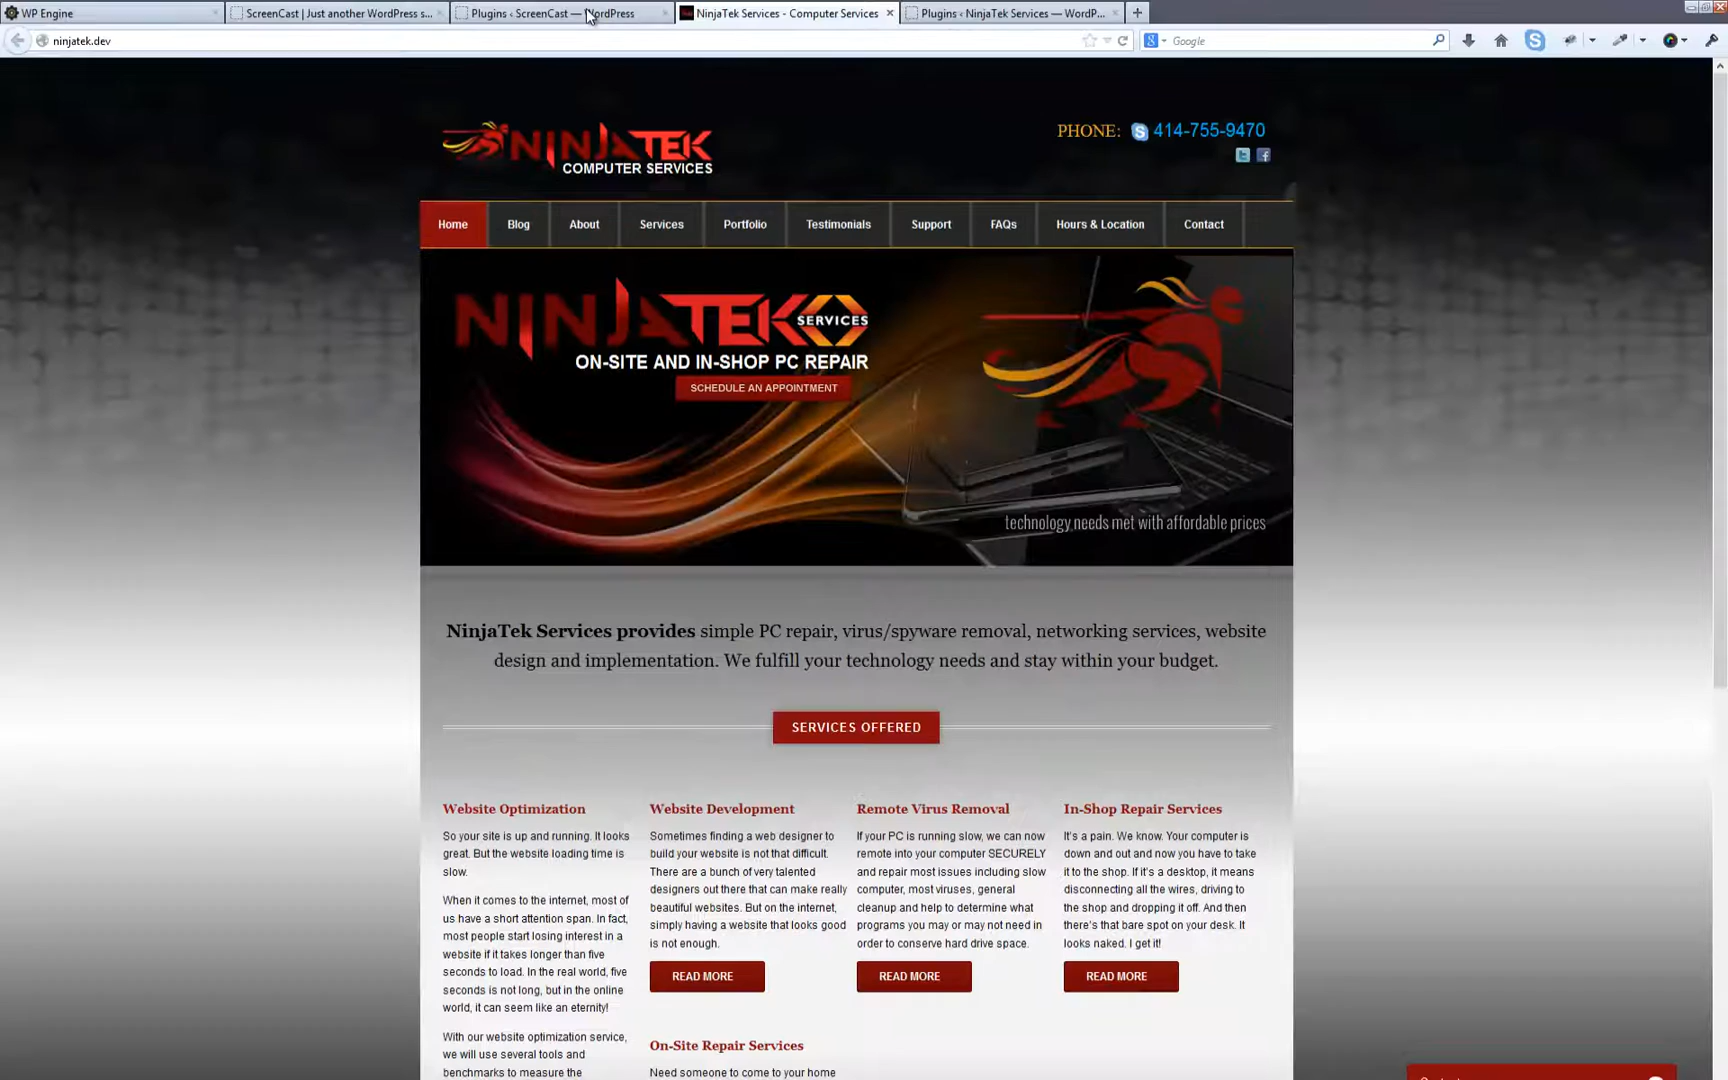 WP Engine
ScreenCast | Just another WordPress s...
Plugins ‹ ScreenCast — WordPress
NinjaTek Services - Computer Services
Plugins ‹ NinjaTek Services — WordP...
ninjatek.dev
Google
NINJATEK
COMPUTER SERVICES
PHONE: 414-755-9470
Home
Blog
About
Services
Portfolio
Testimonials
Support
FAQs
Hours & Location
Contact
NINJATEK SERVICES
ON-SITE AND IN-SHOP PC REPAIR
SCHEDULE AN APPOINTMENT
technology needs met with affordable prices
NinjaTek Services provides simple PC repair, virus/spyware removal, networking services, website
design and implementation. We fulfill your technology needs and stay within your budget.
SERVICES OFFERED
Website Optimization
So your site is up and running. It looks
great. But the website loading time is
slow.
When it comes to the internet, most of
us have a short attention span. In fact,
most people start losing interest in a
website if it takes longer than five
seconds to load. In the real world, five
seconds is not long, but in the online
world, it can seem like an eternity!
With our website optimization service,
we will use several tools and
benchmarks to measure the
Website Development
Sometimes finding a web designer to
build your website is not that difficult.
There are a bunch of very talented
designers out there that can make really
beautiful websites. But on the internet,
simply having a website that looks good
is not enough.
READ MORE
Remote Virus Removal
If your PC is running slow, we can now
remote into your computer SECURELY
and repair most issues including slow
computer, most viruses, general
cleanup and help to determine what
programs you may or may not need in
order to conserve hard drive space.
READ MORE
In-Shop Repair Services
It's a pain. We know. Your computer is
down and out and now you have to take
it to the shop. If it's a desktop, it means
disconnecting all the wires, driving to
the shop and dropping it off. And then
there's that bare spot on your desk. It
looks naked. I get it!
READ MORE
On-Site Repair Services
Need someone to come to your home